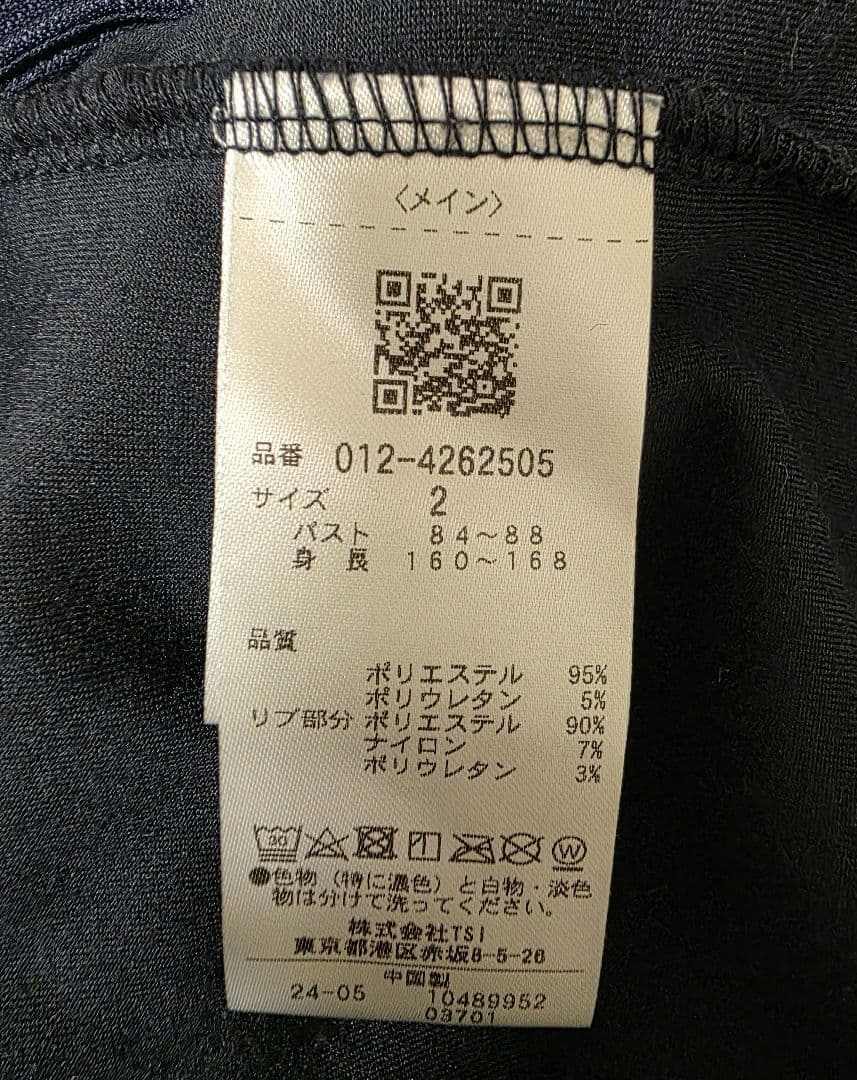 〈メイン〉
品番 012-4262505
サイズ 2
バスト 84～88
身長 160～168
品質
ポリエステル 95%
ポリウレタン 5%
リブ部分 ポリエステル 90%
ナイロン 7%
ポリウレタン 3%
30
W
●色物(特に濃色)と白物・淡色
物は分けて洗ってください。
株式会社TSI
東京都港区赤坂8-5-26
中国製
24-05 10489952
03701